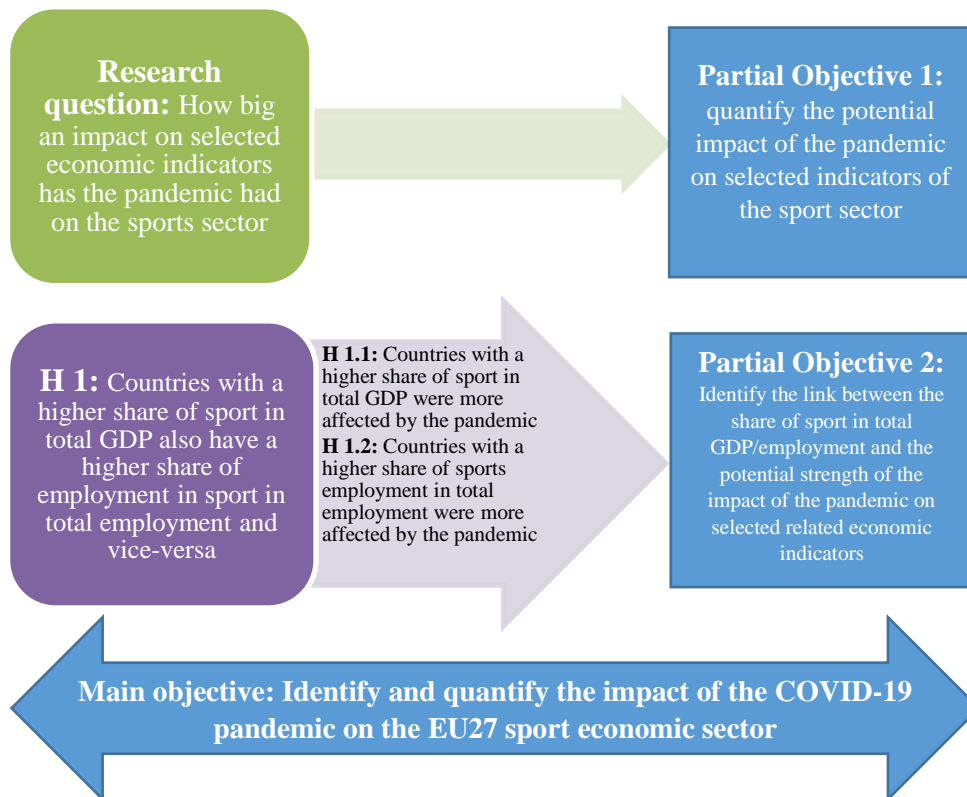 Research
question: How big
an impact on selected
economic indicators
has the pandemic had
on the sports sector
Partial Objective 1:
quantify the potential
impact of the pandemic
on selected indicators of
the sport sector
H 1: Countries with a
higher share of sport in
total GDP also have a
higher share of
employment in sport in
total employment and
vice-versa
H 1.1: Countries with a
higher share of sport in
total GDP were more
affected by the pandemic
H 1.2: Countries with a
higher share of sports
employment in total
employment were more
affected by the pandemic
Partial Objective 2:
Identify the link between the
share of sport in total
GDP/employment and the
potential strength of the
impact of the pandemic on
selected related economic
indicators
Main objective: Identify and quantify the impact of the COVID-19
pandemic on the EU27 sport economic sector